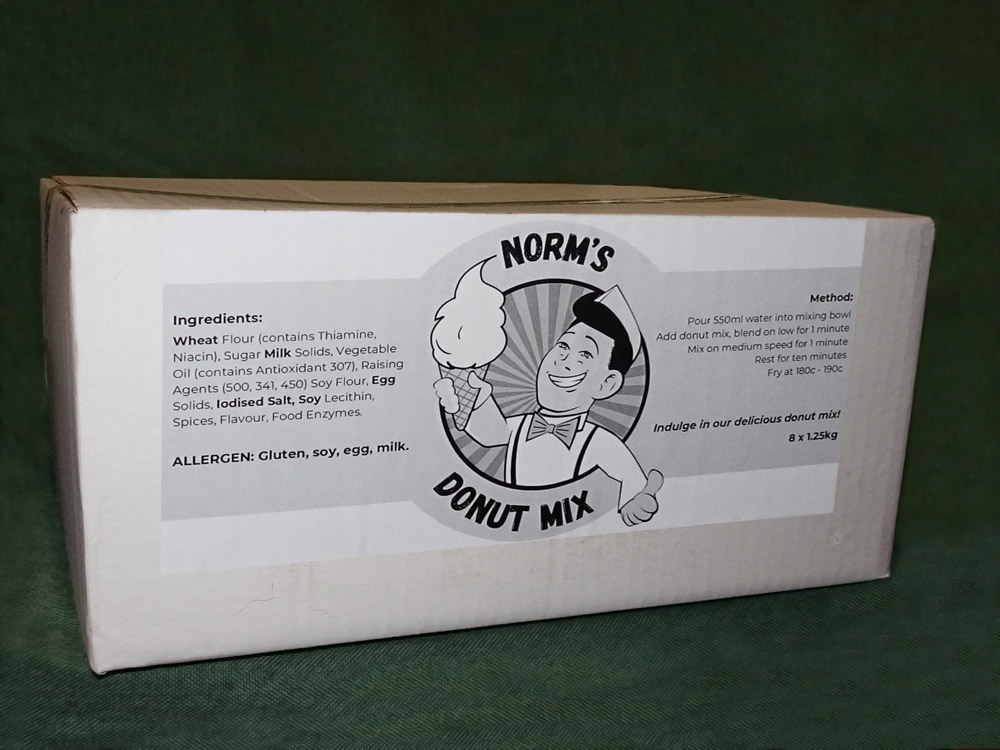 NORM'S
DONUT MIX
Ingredients:
Wheat Flour (contains Thiamine,
Niacin), Sugar Milk Solids, Vegetable
Oil (contains Antioxidant 307), Raising
Agents (500, 341, 450) Soy Flour, Egg
Solids, Iodised Salt, Soy Lecithin,
Spices, Flavour, Food Enzymes.
ALLERGEN: Gluten, soy, egg, milk.
Method:
Pour 550ml water into mixing bowl
Add donut mix, blend on low for 1 minute
Mix on medium speed for 1 minute
Rest for ten minutes
Fry at 180c - 190c
Indulge in our delicious donut mix!
8 x 1.25kg